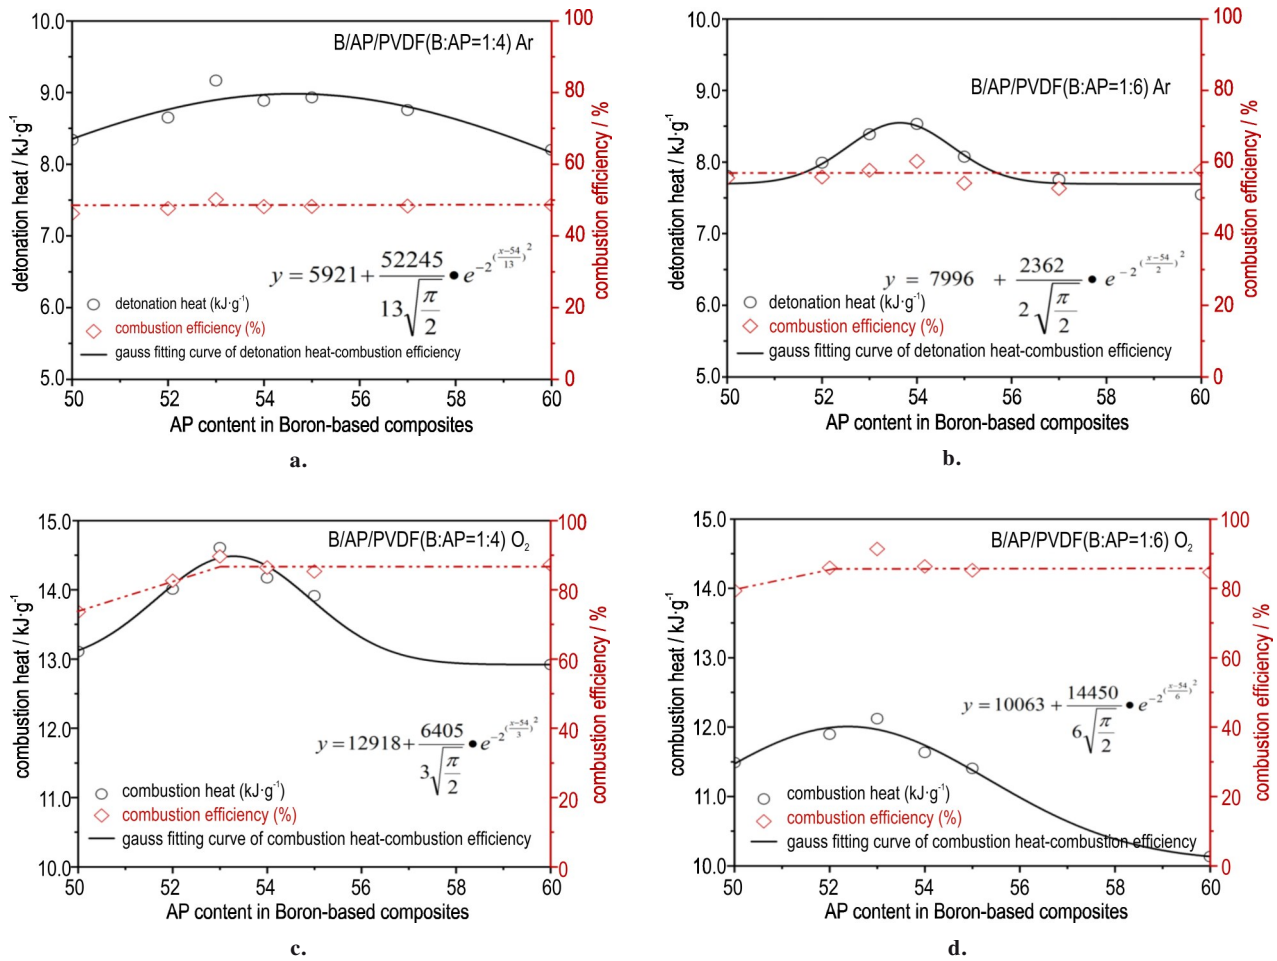 B/AP/PVDF(B:AP=1:4) Ar
detonation heat / kJ·g⁻¹
10.0
9.0
8.0
7.0
6.0
5.0
combustion efficiency / %
100
80
60
40
20
0
y = 5921 + 52245 / (13√(π/2)) • e^(-2^((x-54)/13)^2)
detonation heat (kJ·g⁻¹)
combustion efficiency (%)
gauss fitting curve of detonation heat-combustion efficiency
50 52 54 56 58 60
AP content in Boron-based composites
a.
B/AP/PVDF(B:AP=1:6) Ar
detonation heat / kJ·g⁻¹
10.0
9.0
8.0
7.0
6.0
5.0
combustion efficiency / %
100
80
60
40
20
0
y = 7996 + 2362 / (2√(π/2)) • e^(-2^((x-54)/2)^2)
detonation heat (kJ·g⁻¹)
combustion efficiency (%)
gauss fitting curve of detonation heat-combustion efficiency
50 52 54 56 58 60
AP content in Boron-based composites
b.
B/AP/PVDF(B:AP=1:4) O₂
combustion heat / kJ·g⁻¹
15.0
14.0
13.0
12.0
11.0
10.0
combustion efficiency / %
100
80
60
40
20
0
y = 12918 + 6405 / (3√(π/2)) • e^(-2^((x-54)/3)^2)
combustion heat (kJ·g⁻¹)
combustion efficiency (%)
gauss fitting curve of combustion heat-combustion efficiency
50 52 54 56 58 60
AP content in Boron-based composites
c.
B/AP/PVDF(B:AP=1:6) O₂
combustion heat / kJ·g⁻¹
15.0
14.0
13.0
12.0
11.0
10.0
combustion efficiency / %
100
80
60
40
20
0
y = 10063 + 14450 / (6√(π/2)) • e^(-2^((x-54)/6)^2)
combustion heat (kJ·g⁻¹)
combustion efficiency (%)
gauss fitting curve of combustion heat-combustion efficiency
50 52 54 56 58 60
AP content in Boron-based composites
d.